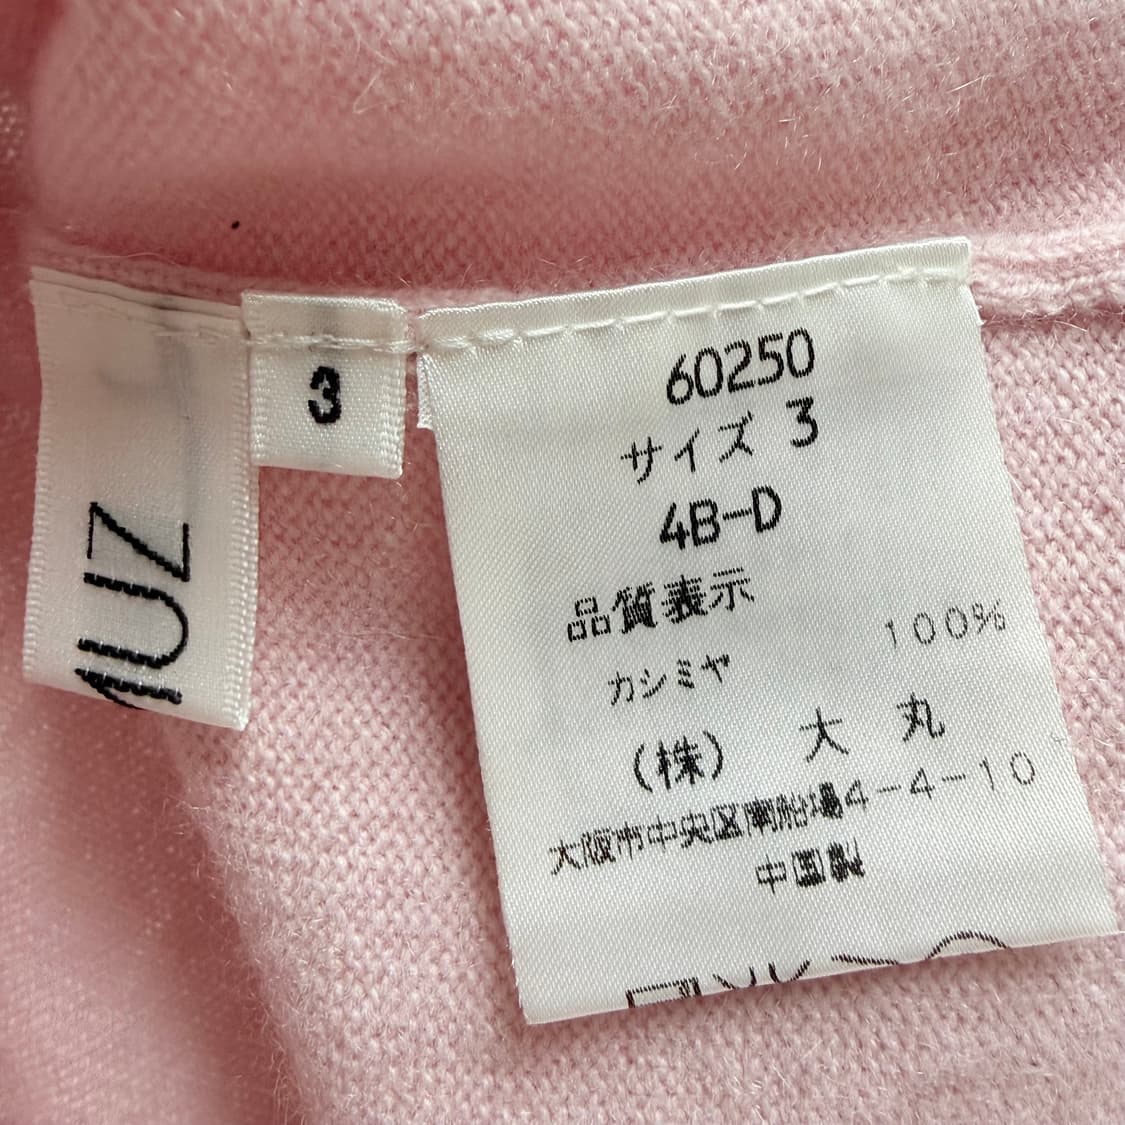 3
60250
サイズ 3
4B-D
品質表示
カシミヤ 100%
(株) 大 丸
大阪市中央区南船場4-4-10
中国製